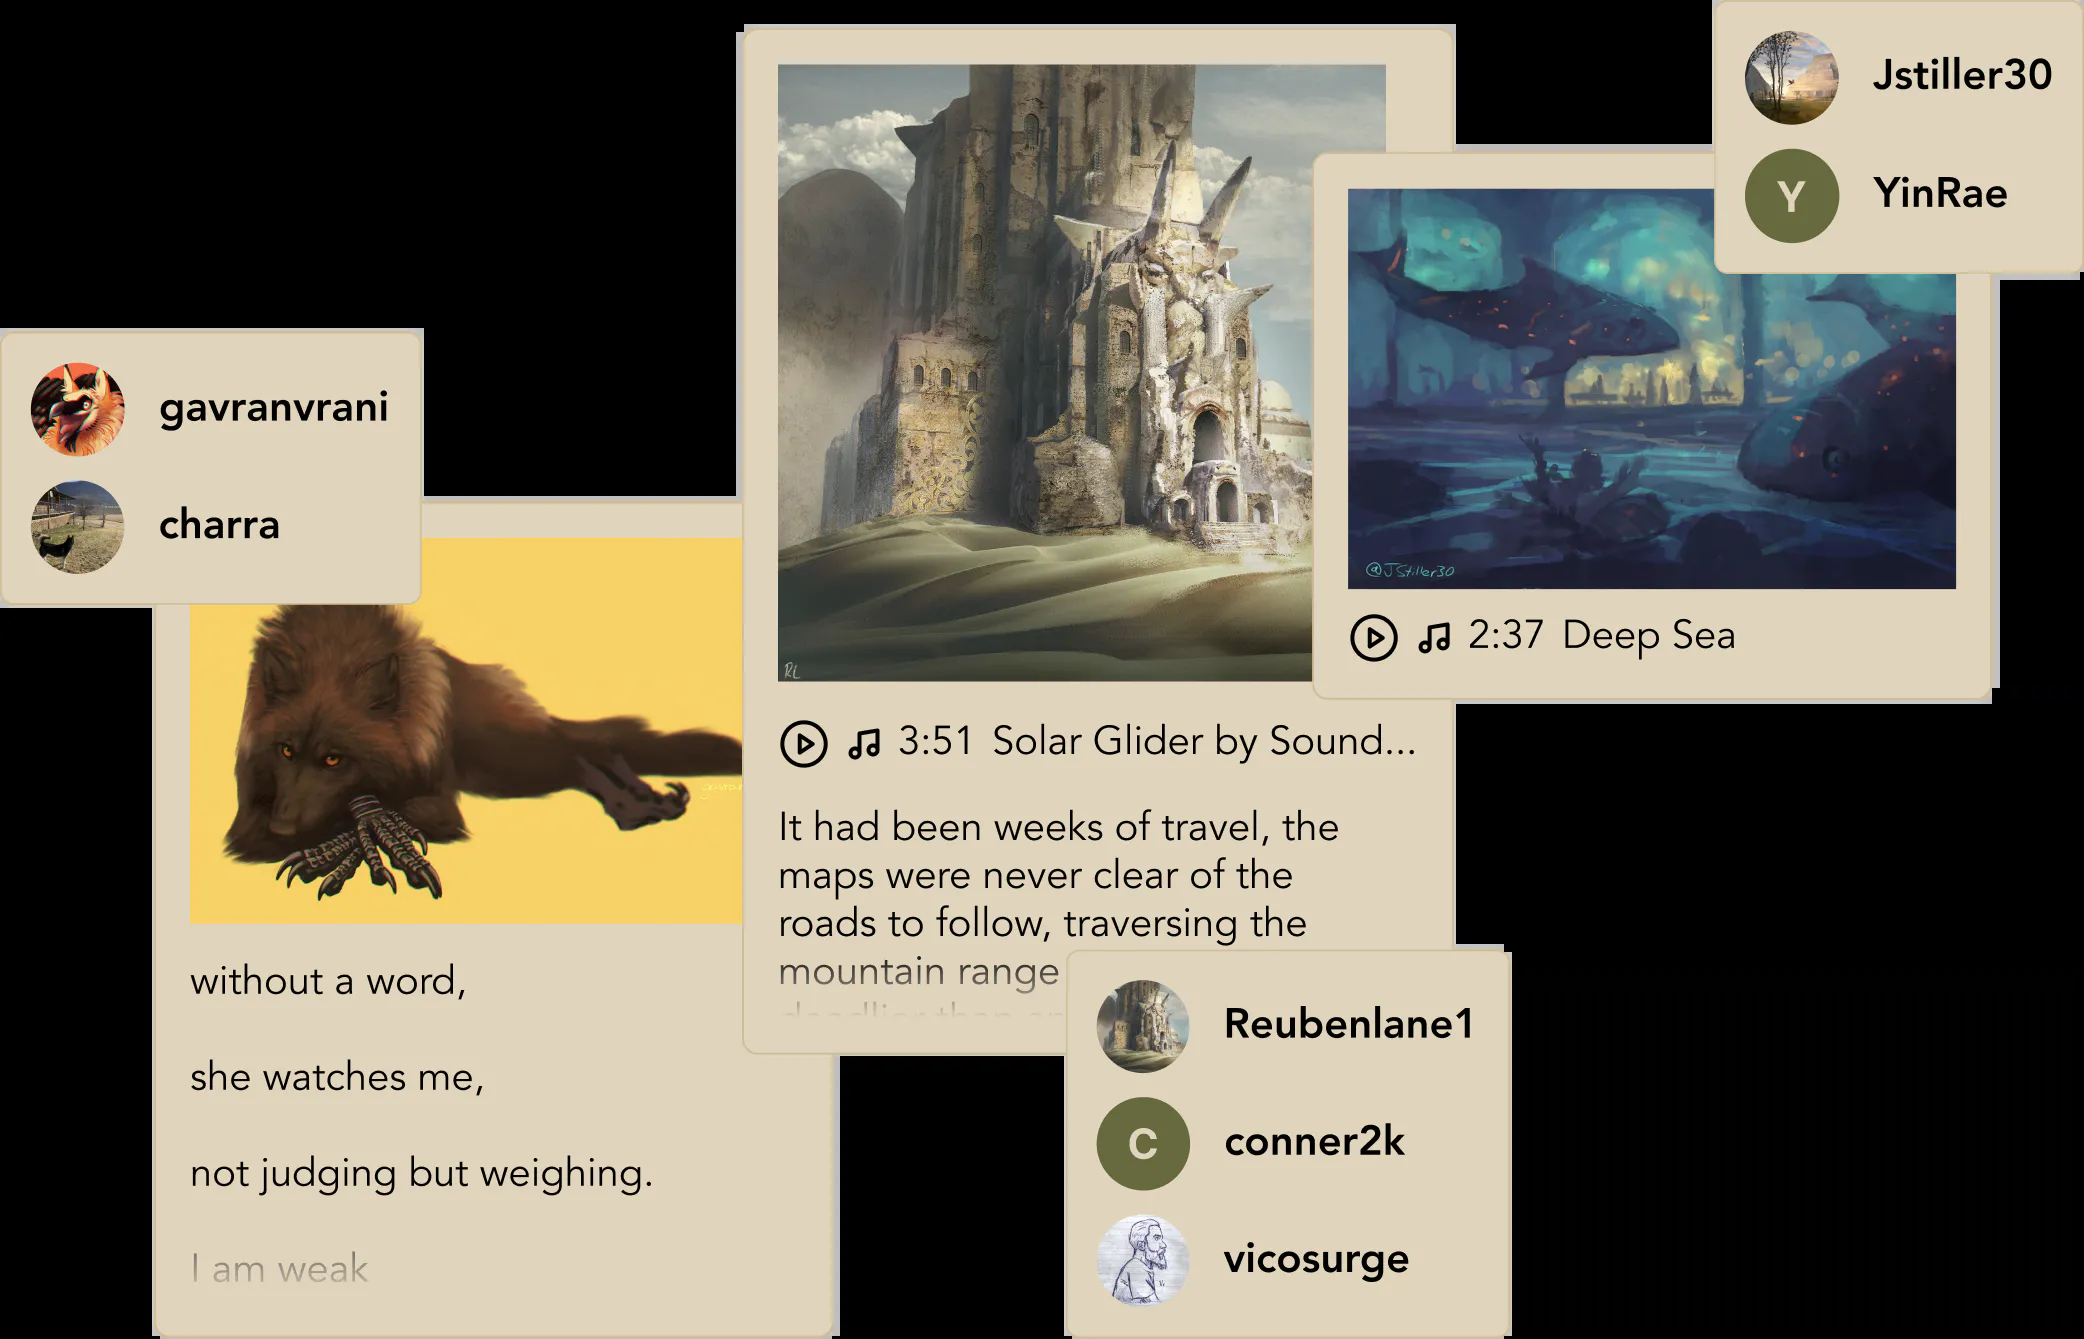 Jstiller30
Y
YinRae
gavranvrani
charra
@JStiller30
2:37 Deep Sea
RL
3:51 Solar Glider by Sound...
It had been weeks of travel, the
maps were never clear of the
roads to follow, traversing the
mountain range
without a word,
she watches me,
not judging but weighing.
I am weak
Reubenlane1
C
conner2k
vicosurge